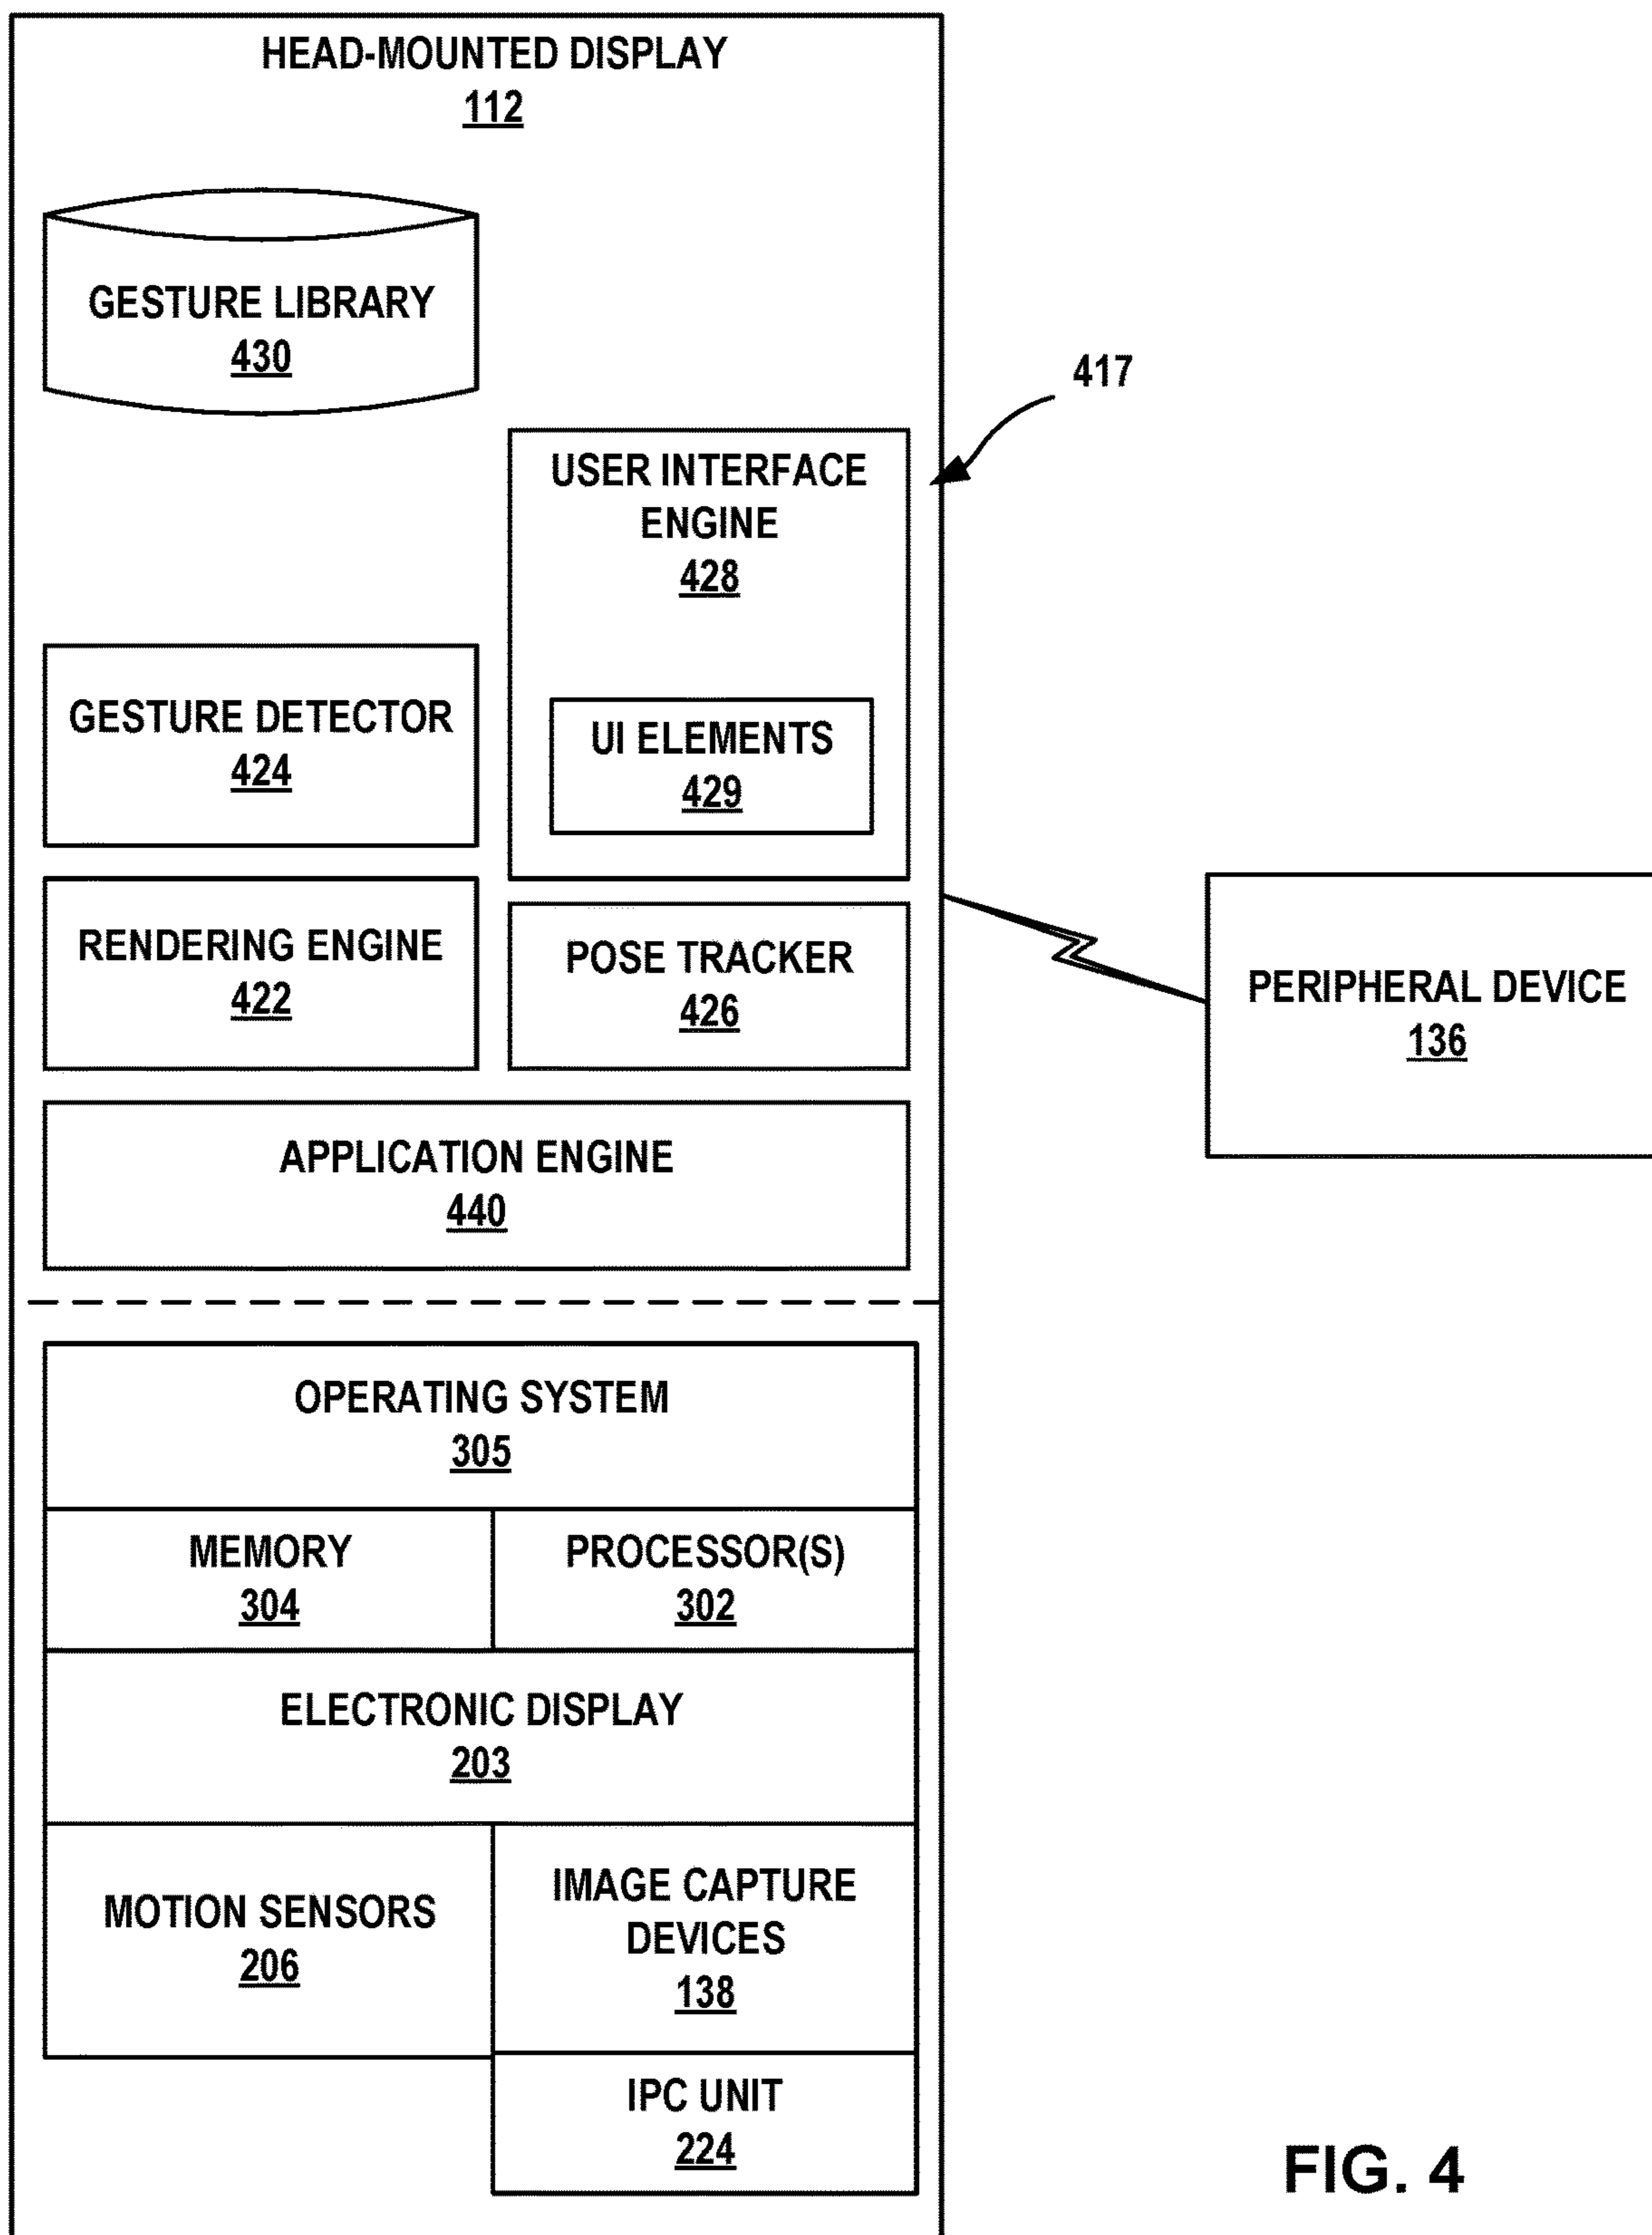 HEAD-MOUNTED DISPLAY
112
GESTURE LIBRARY
430
417
USER INTERFACE
ENGINE
428
GESTURE DETECTOR
424
UI ELEMENTS
429
RENDERING ENGINE
422
POSE TRACKER
426
PERIPHERAL DEVICE
136
APPLICATION ENGINE
440
OPERATING SYSTEM
305
MEMORY
304
PROCESSOR(S)
302
ELECTRONIC DISPLAY
203
MOTION SENSORS
206
IMAGE CAPTURE
DEVICES
138
IPC UNIT
224
FIG. 4